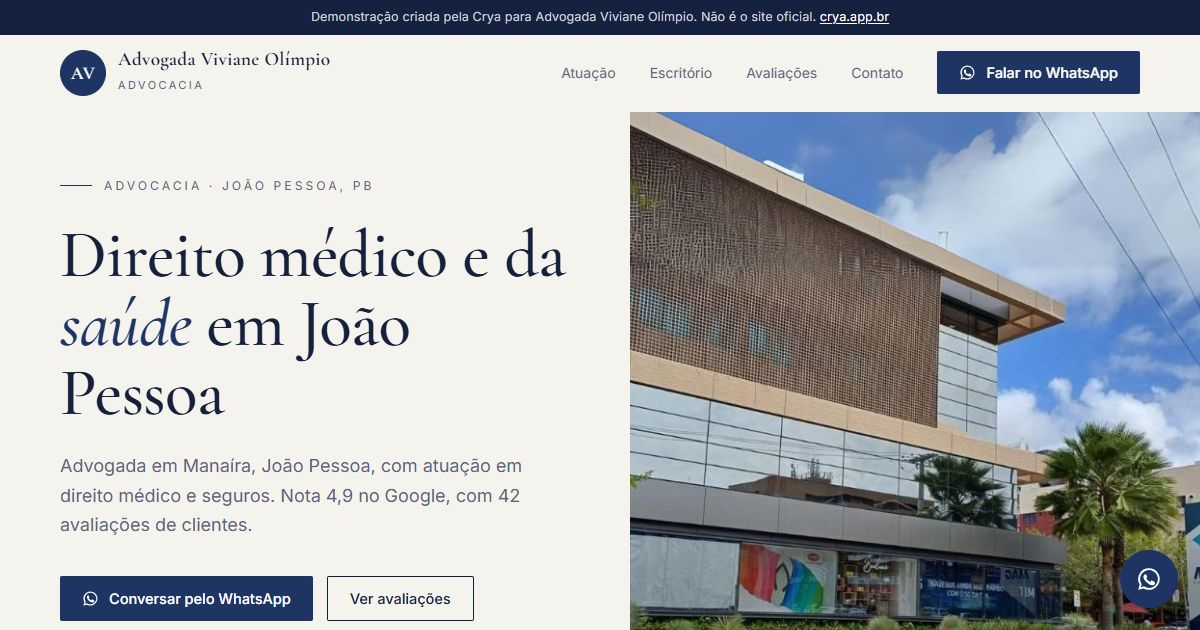 Demonstração criada pela Crya para Advogada Viviane Olímpio. Não é o site oficial. crya.app.br
AV
Advogada Viviane Olímpio
ADVOCACIA
Atuação
Escritório
Avaliações
Contato
Falar no WhatsApp
ADVOCACIA · JOÃO PESSOA, PB
Direito médico e da
saúde em João
Pessoa
Advogada em Manaíra, João Pessoa, com atuação em
direito médico e seguros. Nota 4,9 no Google, com 42
avaliações de clientes.
Conversar pelo WhatsApp
Ver avaliações